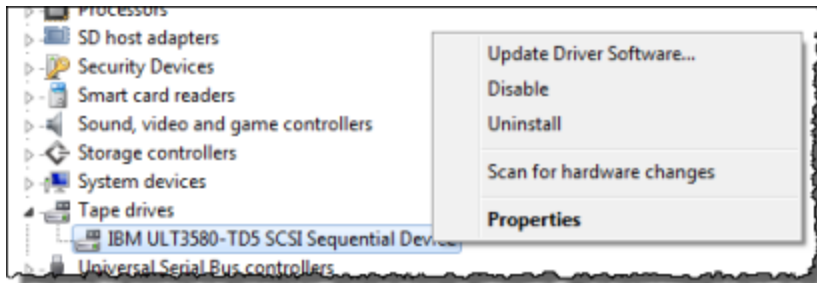 Processors
SD host adapters
Security Devices
Smart card readers
Sound, video and game controllers
Storage controllers
System devices
Tape drives
IBM ULT3580-TD5 SCSI Sequential Device
Universal Serial Bus controllers
Update Driver Software...
Disable
Uninstall
Scan for hardware changes
Properties